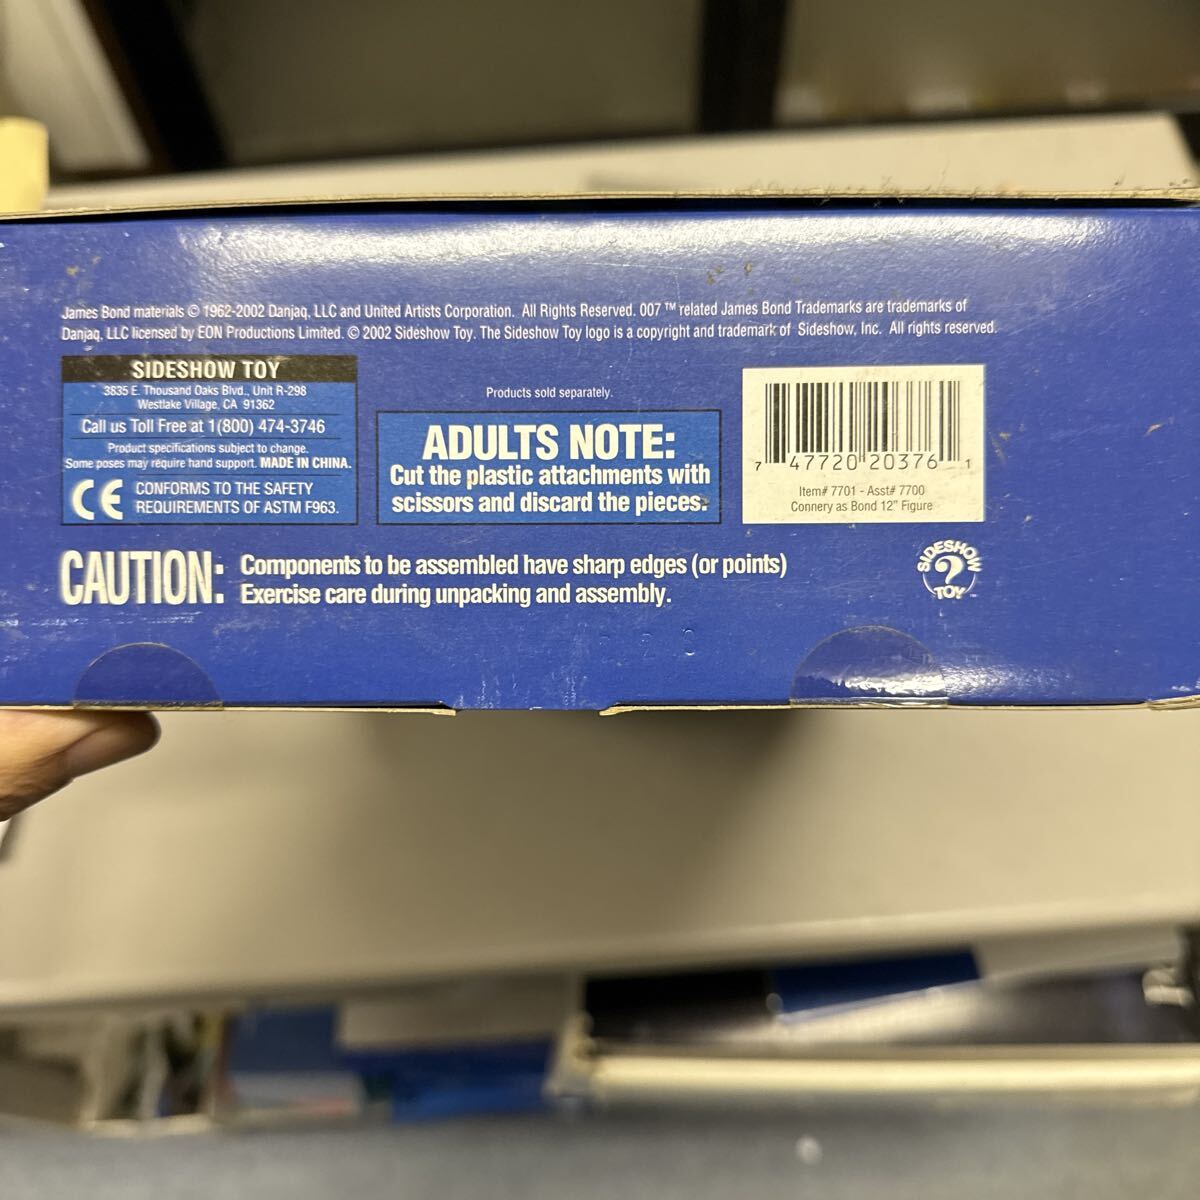 James Bond materials © 1962-2002 Danjaq, LLC and United Artists Corporation. All Rights Reserved. 007 ™ related James Bond Trademarks are trademarks of
Danjaq, LLC licensed by EON Productions Limited. © 2002 Sideshow Toy. The Sideshow Toy logo is a copyright and trademark of Sideshow, Inc. All rights reserved.
SIDESHOW TOY
3835 E. Thousand Oaks Blvd., Unit R-298
Westlake Village, CA 91362
Call us Toll Free at 1(800) 474-3746
Product specifications subject to change.
Some poses may require hand support. MADE IN CHINA.
CE CONFORMS TO THE SAFETY
REQUIREMENTS OF ASTM F963.
Products sold separately.
ADULTS NOTE:
Cut the plastic attachments with
scissors and discard the pieces.
7 47720 20376 1
Item# 7701 - Asst# 7700
Connery as Bond 12" Figure
CAUTION: Components to be assembled have sharp edges (or points)
Exercise care during unpacking and assembly.
SIDESHOW
?
TOY™